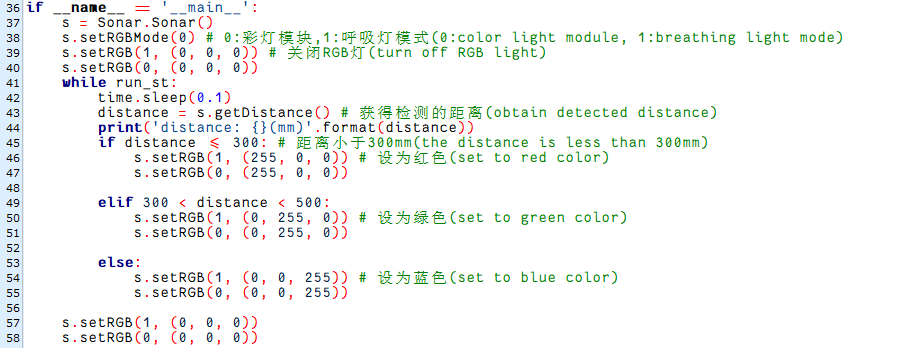 36 if __name__ == '__main__':
37     s = Sonar.Sonar()
38     s.setRGBMode(0) # 0:彩灯模块,1:呼吸灯模式(0:color light module, 1:breathing light mode)
39     s.setRGB(1, (0, 0, 0)) # 关闭RGB灯(turn off RGB light)
40     s.setRGB(0, (0, 0, 0))
41     while run_st:
42         time.sleep(0.1)
43         distance = s.getDistance() # 获得检测的距离(obtain detected distance)
44         print('distance: {}(mm)'.format(distance))
45         if distance ≤ 300: # 距离小于300mm(the distance is less than 300mm)
46             s.setRGB(1, (255, 0, 0)) # 设为红色(set to red color)
47             s.setRGB(0, (255, 0, 0))
48
49         elif 300 < distance < 500:
50             s.setRGB(1, (0, 255, 0)) # 设为绿色(set to green color)
51             s.setRGB(0, (0, 255, 0))
52
53         else:
54             s.setRGB(1, (0, 0, 255)) # 设为蓝色(set to blue color)
55             s.setRGB(0, (0, 0, 255))
56
57     s.setRGB(1, (0, 0, 0))
58     s.setRGB(0, (0, 0, 0))